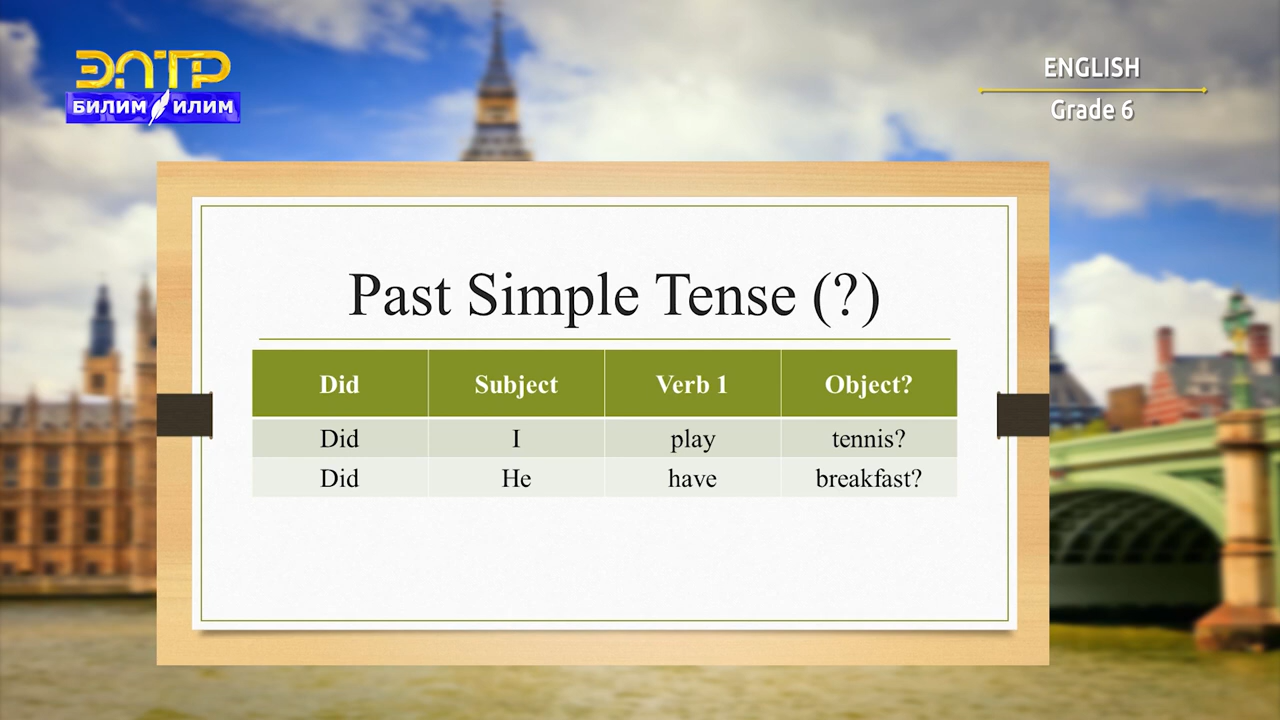 ЭЛТР
БИЛИМ ИЛИМ
ENGLISH
Grade 6
Past Simple Tense (?)
Did Subject Verb 1 Object?
Did I play tennis?
Did He have breakfast?